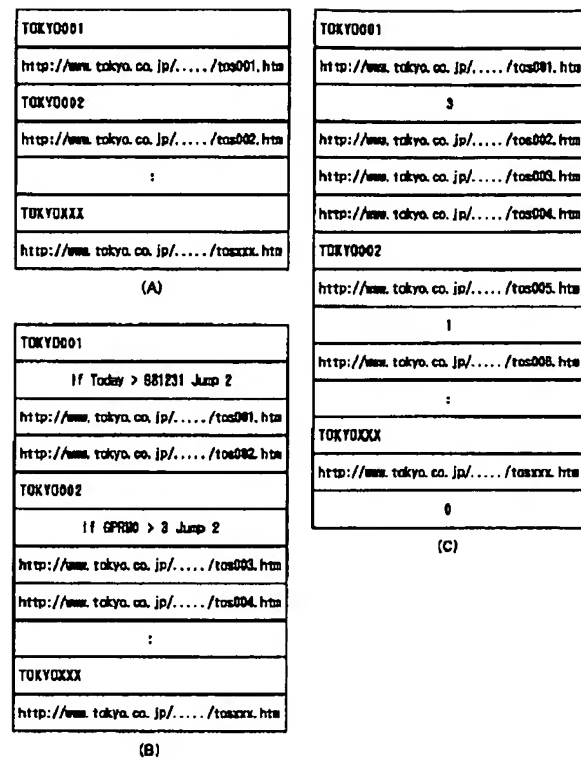 TOKYO001
http://www.tokyo.co.jp/...../tos001.htm
TOKYO002
http://www.tokyo.co.jp/...../tos002.htm
:
TOKYOXXX
http://www.tokyo.co.jp/...../tosxxx.htm
(A)
TOKYO001
If Today > Jump 2
http://www.tokyo.co.jp/...../tos001.htm
http://www.tokyo.co.jp/...../tos002.htm
TOKYO002
If GPRM0 > 3 Jump 2
http://www.tokyo.co.jp/...../tos003.htm
http://www.tokyo.co.jp/...../tos004.htm
:
TOKYOXXX
http://www.tokyo.co.jp/...../tosxxx.htm
(B)
TOKYO001
http://www.tokyo.co.jp/...../tos001.htm
3
http://www.tokyo.co.jp/...../tos002.htm
http://www.tokyo.co.jp/...../tos003.htm
http://www.tokyo.co.jp/...../tos004.htm
TOKYO002
http://www.tokyo.co.jp/...../tos005.htm
1
http://www.tokyo.co.jp/...../tos006.htm
:
TOKYOXXX
http://www.tokyo.co.jp/...../tosxxx.htm
0
(C)